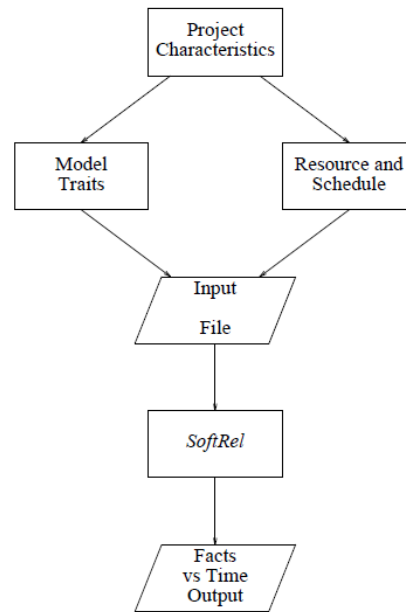 Project
Characteristics
Model
Traits
Resource and
Schedule
Input
File
SoftRel
Facts
vs Time
Output